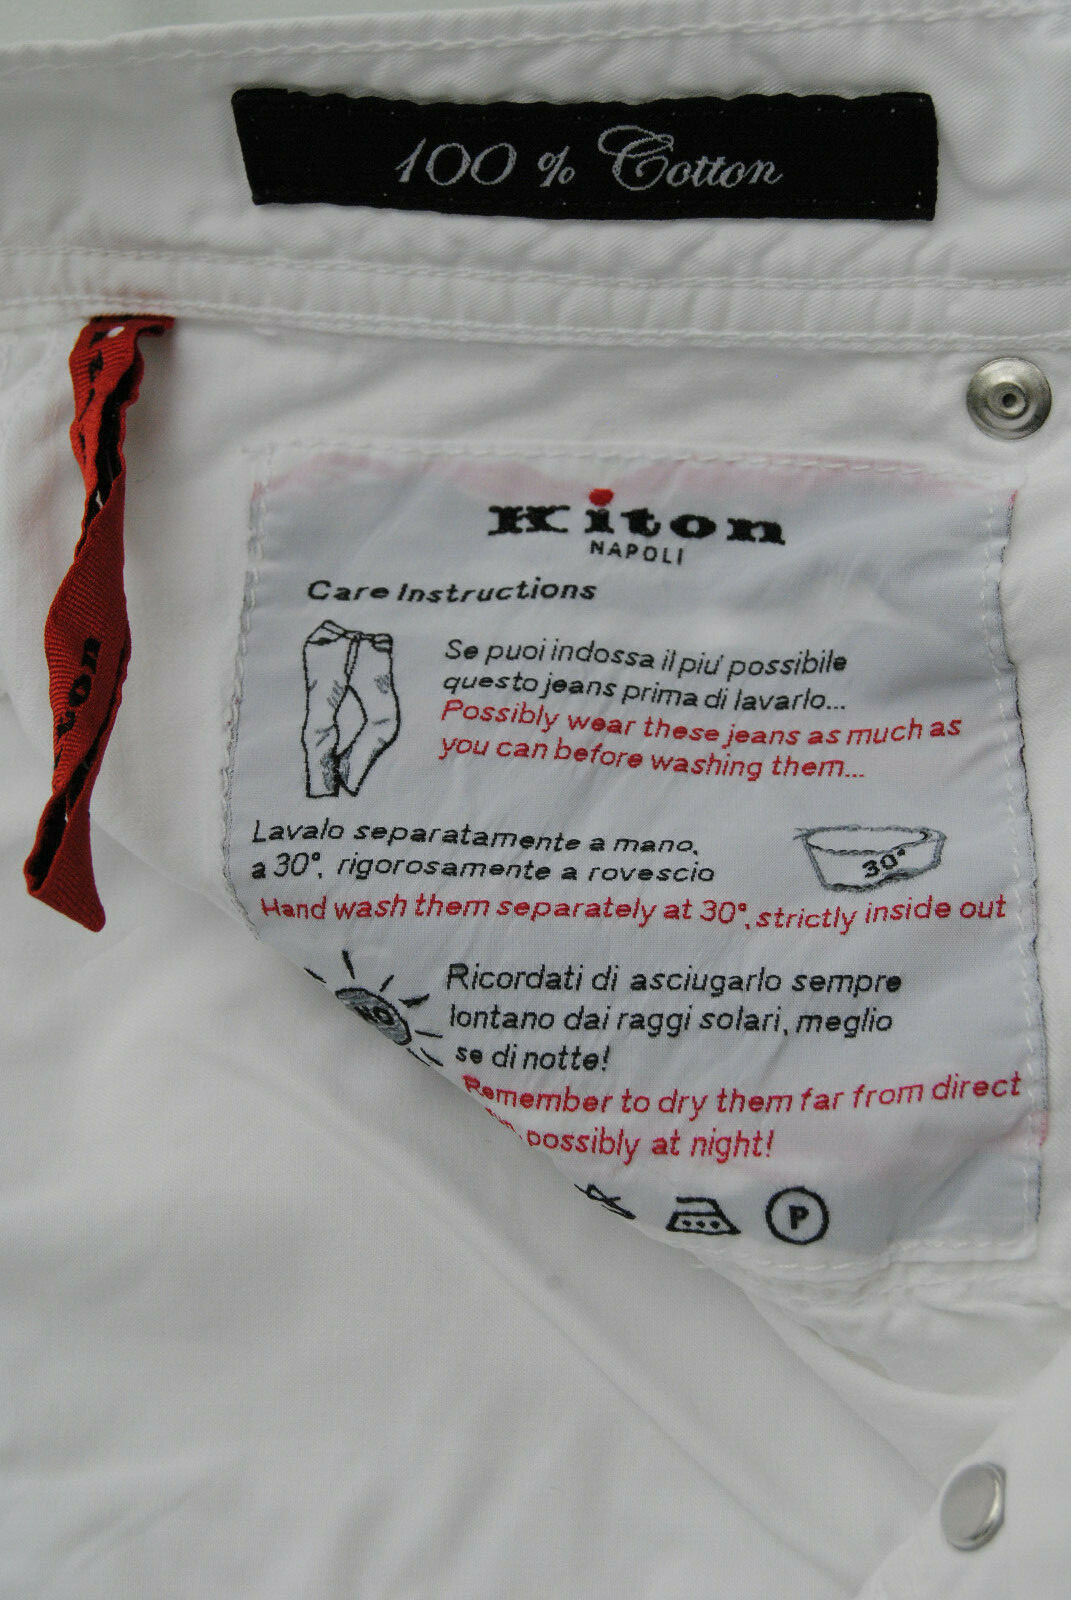 100 % Cotton
Kiton
NAPOLI
Care Instructions
Se puoi indossa il piu' possibile
questo jeans prima di lavarlo...
Possibly wear these jeans as much as
you can before washing them...
Lavalo separatamente a mano,
a 30°, rigorosamente a rovescio
30°
Hand wash them separately at 30°, strictly inside out
NO
Ricordati di asciugarlo sempre
lontano dai raggi solari, meglio
se di notte!
Remember to dry them far from direct
possibly at night!
P